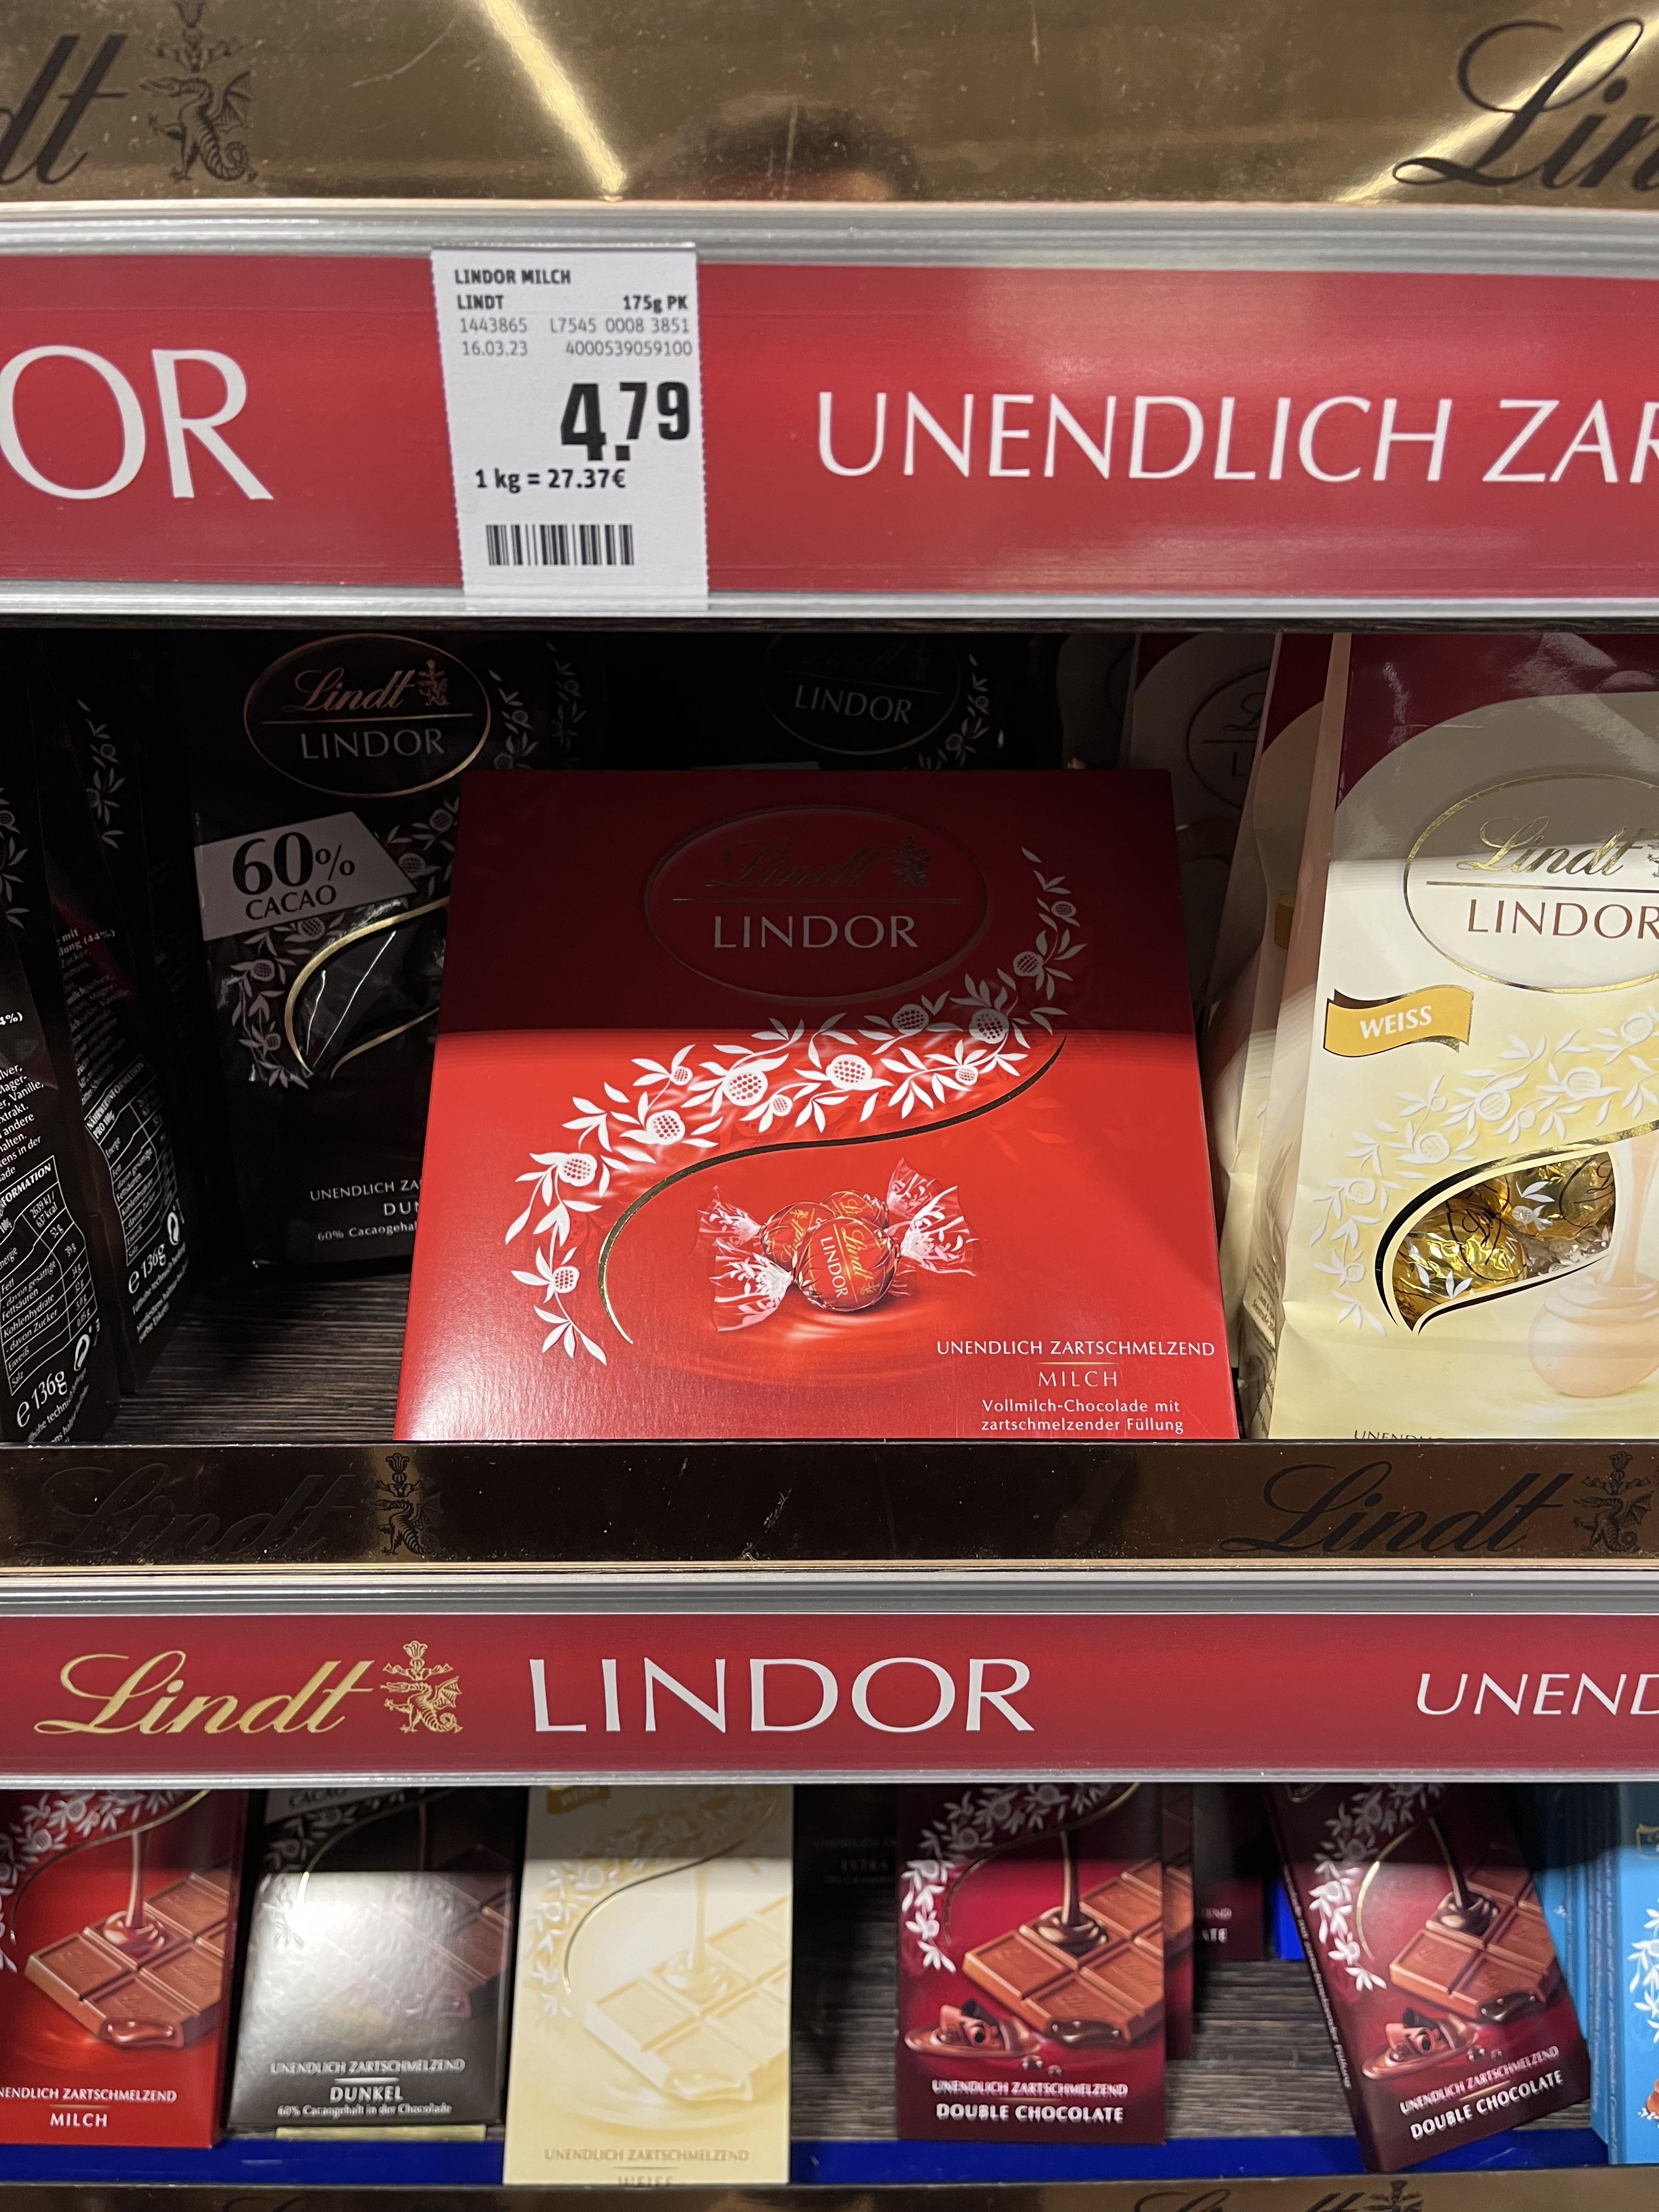 LINDOR MILCH
LINDT 175g PK
1443865 L7545 0008 3851
16.03.23 4000539059100
4.79
1 kg = 27.37€
OR
UNENDLICH ZAR
Lindt
LINDOR
60%
CACAO
UNENDLICH ZA
DUN
60% Cacaogehal
LINDOR
e 136g
e 136g
Lindt
LINDOR
UNENDLICH ZARTSCHMELZEND
MILCH
Vollmilch-Chocolade mit
zartschmelzender Füllung
Lindt
LINDOR
WEISS
Lindt
Lindt
Lindt LINDOR
UNEND
UNENDLICH ZARTSCHMELZEND
MILCH
UNENDLICH ZARTSCHMELZEND
DUNKEL
60% Cacaogehalt in der Chocolade
UNENDLICH ZARTSCHMELZEND
WEISS
UNENDLICH ZARTSCHMELZEND
DOUBLE CHOCOLATE
UNENDLICH ZARTSCHMELZEND
DOUBLE CHOCOLATE
Lindt